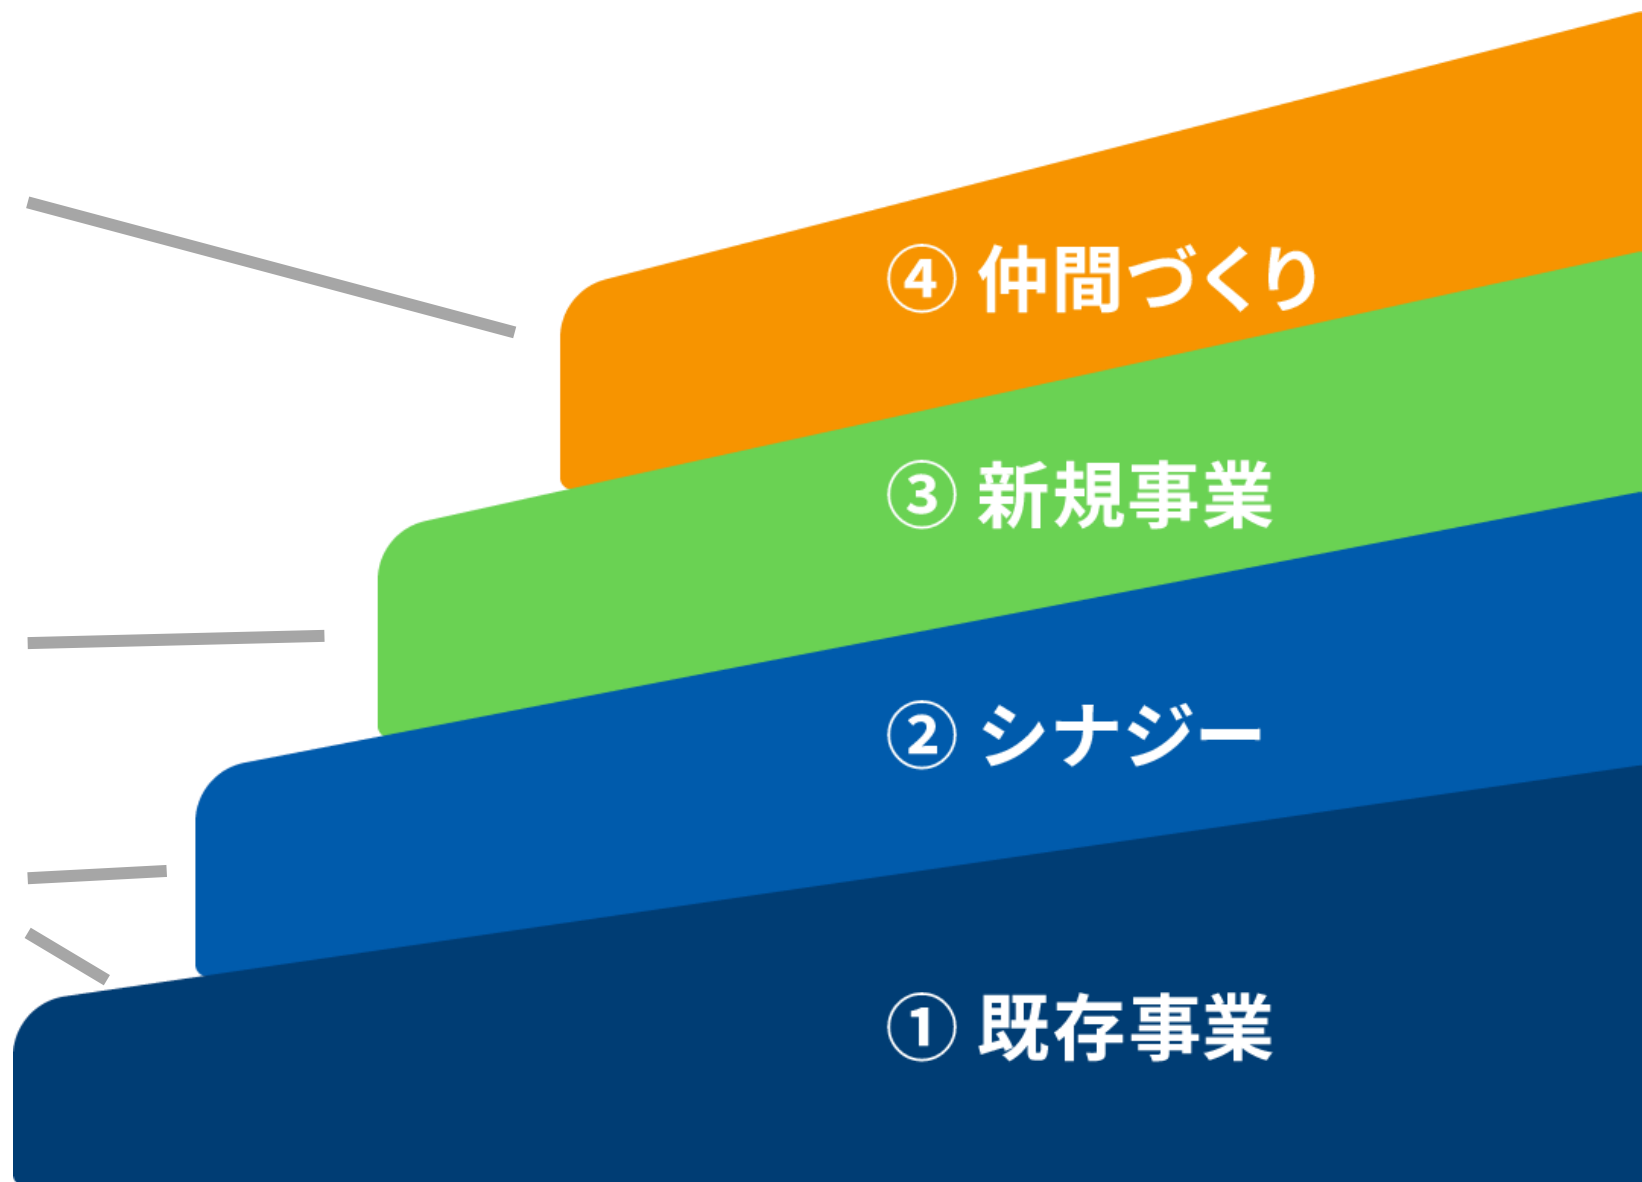 ④ 仲間づくり
③ 新規事業
② シナジー
① 既存事業